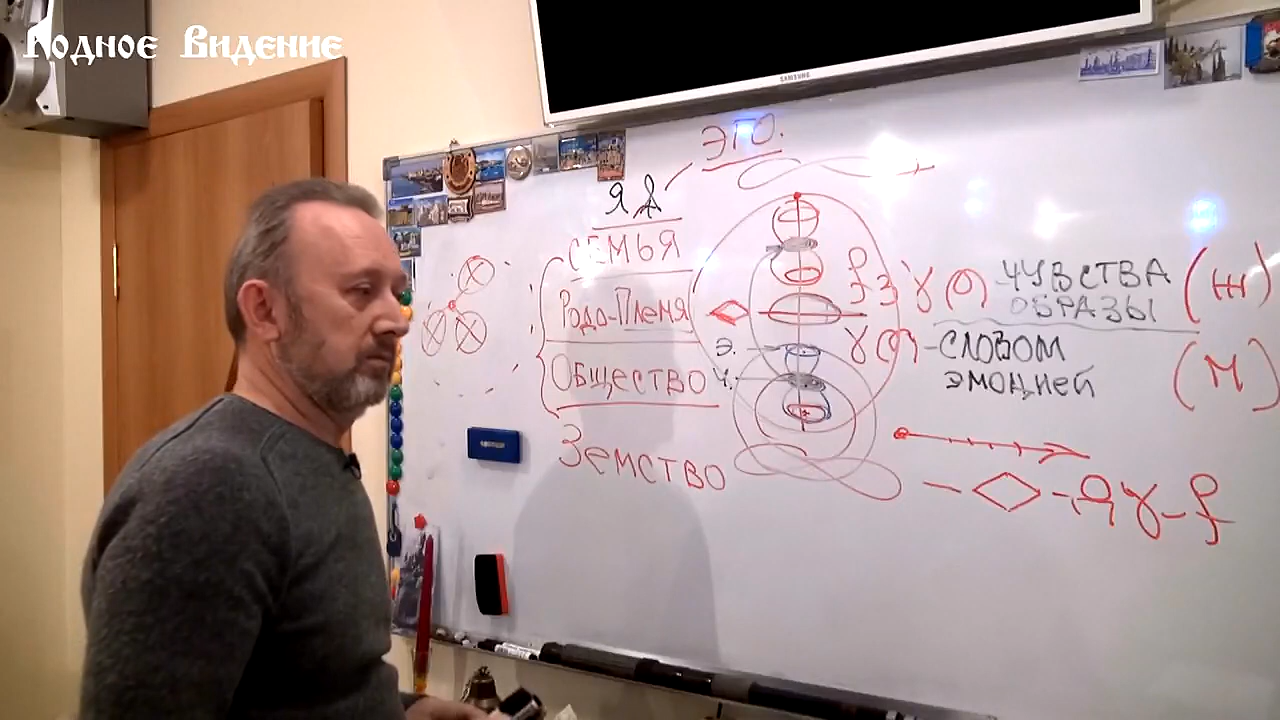 Родное Видение
SAMSUNG
ЭГО.
Я
СЕМЬЯ
Родо-Племя
Общество
Земство
Э.
Ч.
-ЧУВСТВА
ОБРАЗЫ
(Ж)
-СЛОВОМ
ЭМОЦИЕЙ
(М)